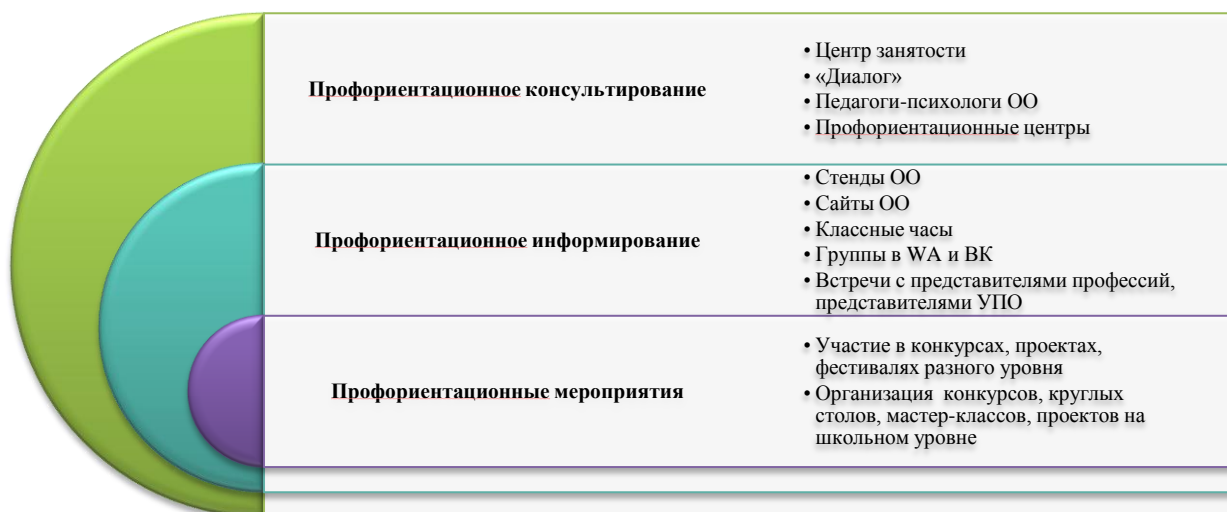 Профориентационное консультирование
• Центр занятости
• «Диалог»
• Педагоги-психологи ОО
• Профориентационные центры
Профориентационное информирование
• Стенды ОО
• Сайты ОО
• Классные часы
• Группы в WA и ВК
• Встречи с представителями профессий,
представителями УПО
Профориентационные мероприятия
• Участие в конкурсах, проектах,
фестивалях разного уровня
• Организация конкурсов, круглых
столов, мастер-классов, проектов на
школьном уровне